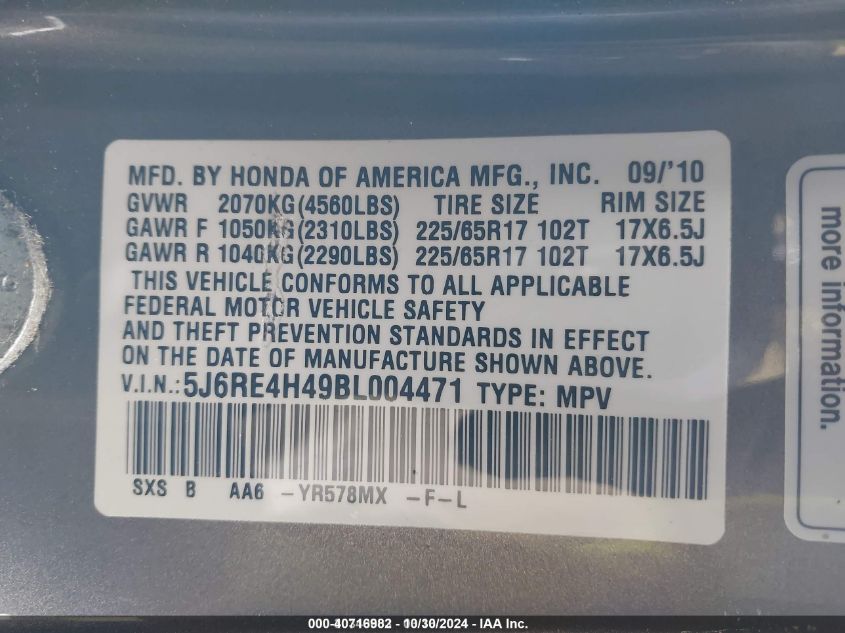 MFD. BY HONDA OF AMERICA MFG., INC. 09/'10
GVWR 2070KG(4560LBS) TIRE SIZE RIM SIZE
GAWR F 1050KG(2310LBS) 225/65R17 102T 17X6.5J
GAWR R 1040KG(2290LBS) 225/65R17 102T 17X6.5J
THIS VEHICLE CONFORMS TO ALL APPLICABLE
FEDERAL MOTOR VEHICLE SAFETY
AND THEFT PREVENTION STANDARDS IN EFFECT
ON THE DATE OF MANUFACTURE SHOWN ABOVE.
V.I.N.:5J6RE4H49BL004471 TYPE: MPV
SXS B AA6 -YR578MX -F-L
more information.
000-40716982 - 10/30/2024 - IAA Inc.